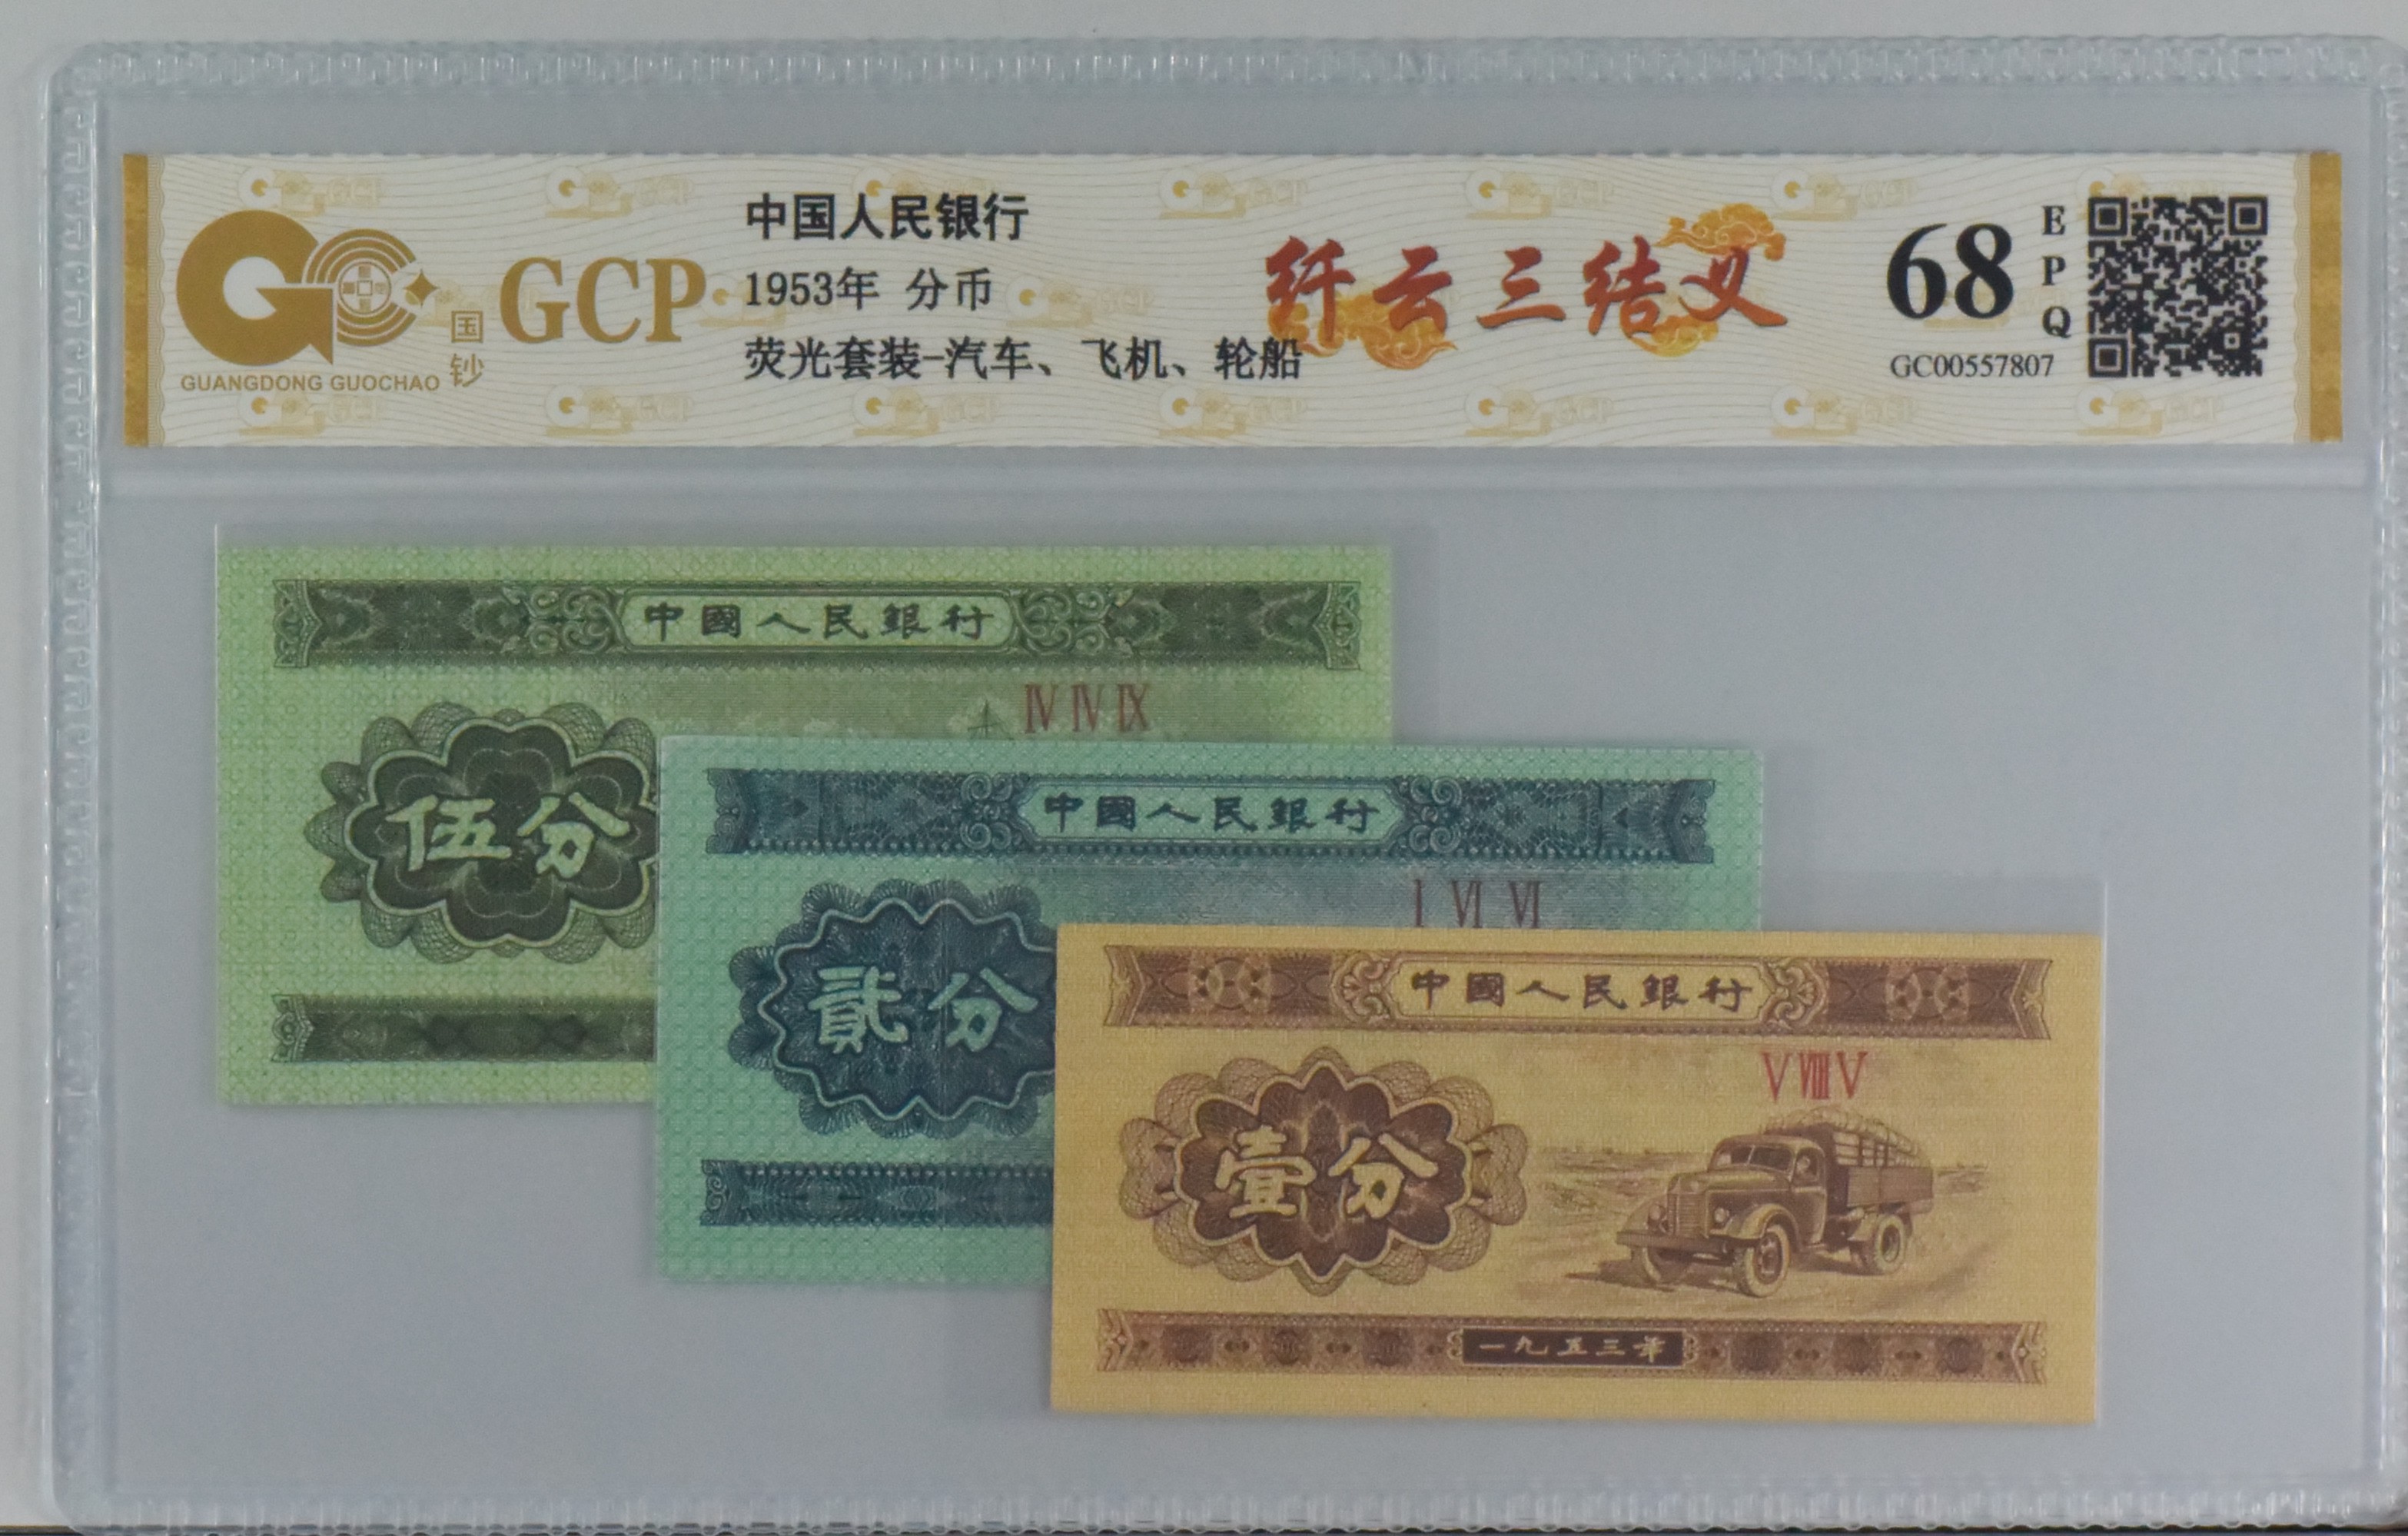 GCP
国钞
GUANGDONG GUOCHAO
中国人民银行
1953年 分币
荧光套装-汽车、飞机、轮船
纤云三结义
68
EPQ
GC00557807
中國人民銀行
Ⅳ Ⅳ Ⅸ
伍分
中國人民銀行
Ⅰ Ⅵ Ⅵ
貳分
中國人民銀行
Ⅴ Ⅷ Ⅴ
壹分
一九五三年